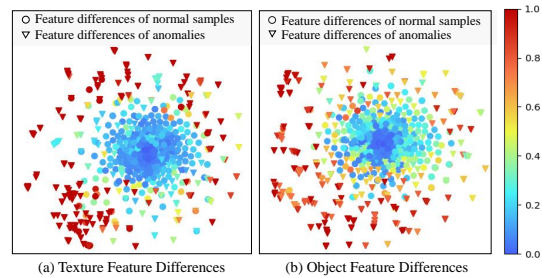 Feature differences of normal samples
Feature differences of anomalies
Feature differences of normal samples
Feature differences of anomalies
1.0
0.8
0.6
0.4
0.2
0.0
(a) Texture Feature Differences
(b) Object Feature Differences